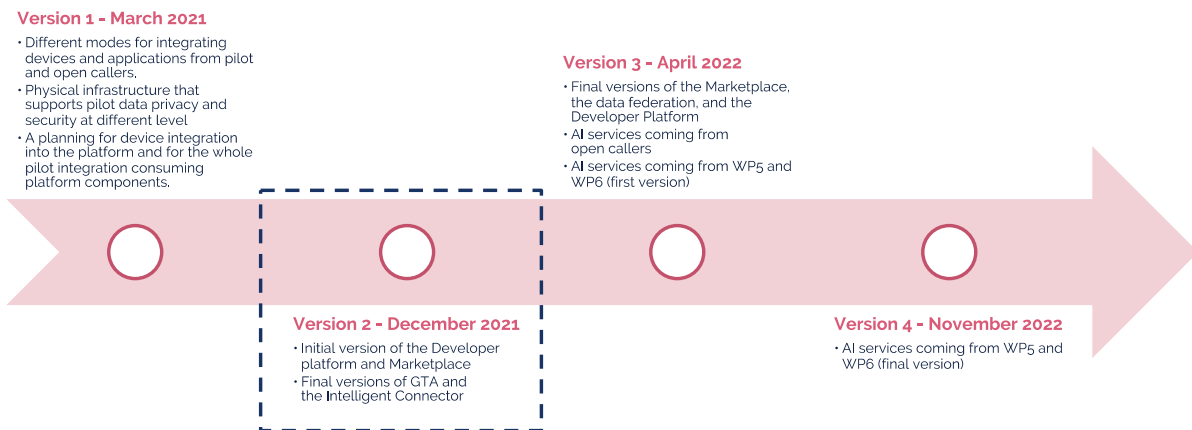 Version 1 - March 2021
• Different modes for integrating
devices and applications from pilot
and open callers,
• Physical infrastructure that
supports pilot data privacy and
security at different level
• A planning for device integration
into the platform and for the whole
pilot integration consuming
platform components.
Version 2 - December 2021
• Initial version of the Developer
platform and Marketplace
• Final versions of GTA and
the Intelligent Connector
Version 3 - April 2022
• Final versions of the Marketplace,
the data federation, and the
Developer Platform
• AI services coming from
open callers
• AI services coming from WP5 and
WP6 (first version)
Version 4 - November 2022
• AI services coming from WP5 and
WP6 (final version)